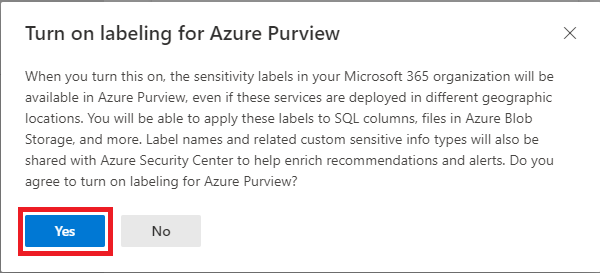 Turn on labeling for Azure Purview
When you turn this on, the sensitivity labels in your Microsoft 365 organization will be
available in Azure Purview, even if these services are deployed in different geographic
locations. You will be able to apply these labels to SQL columns, files in Azure Blob
Storage, and more. Label names and related custom sensitive info types will also be
shared with Azure Security Center to help enrich recommendations and alerts. Do you
agree to turn on labeling for Azure Purview?
Yes
No